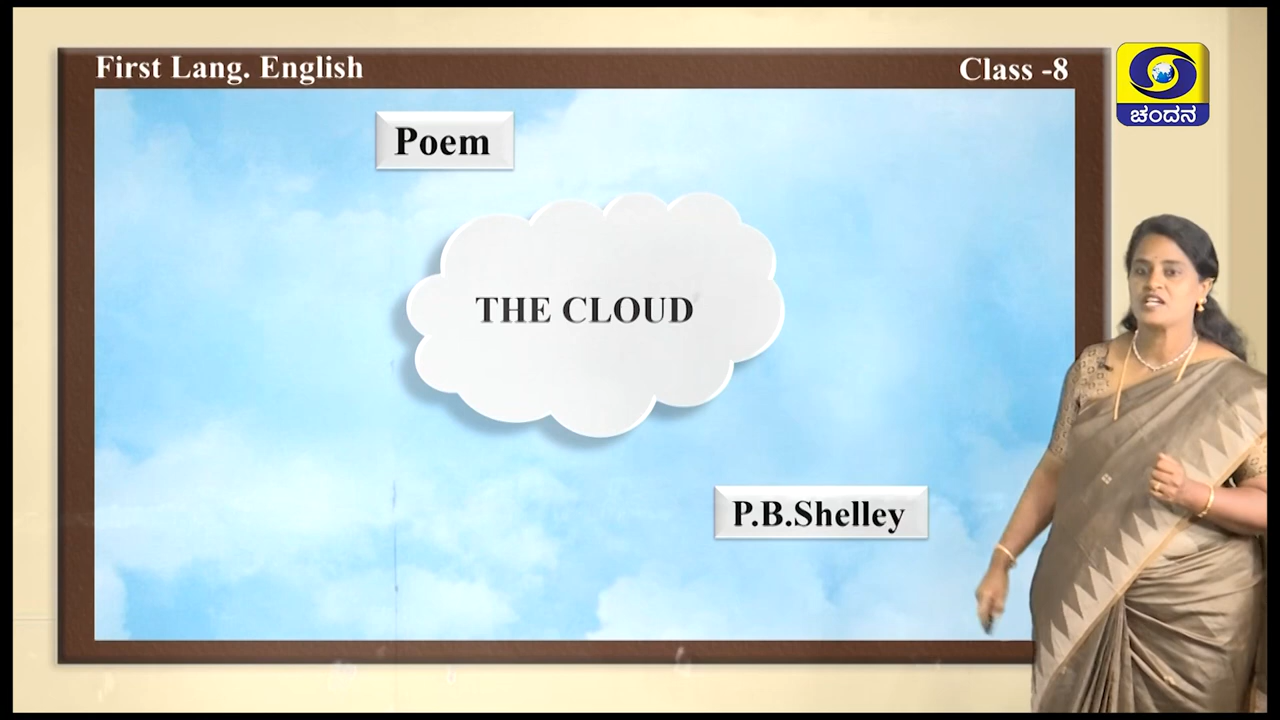 First Lang. English
Class -8
ಚಂದನ
Poem
THE CLOUD
P.B.Shelley